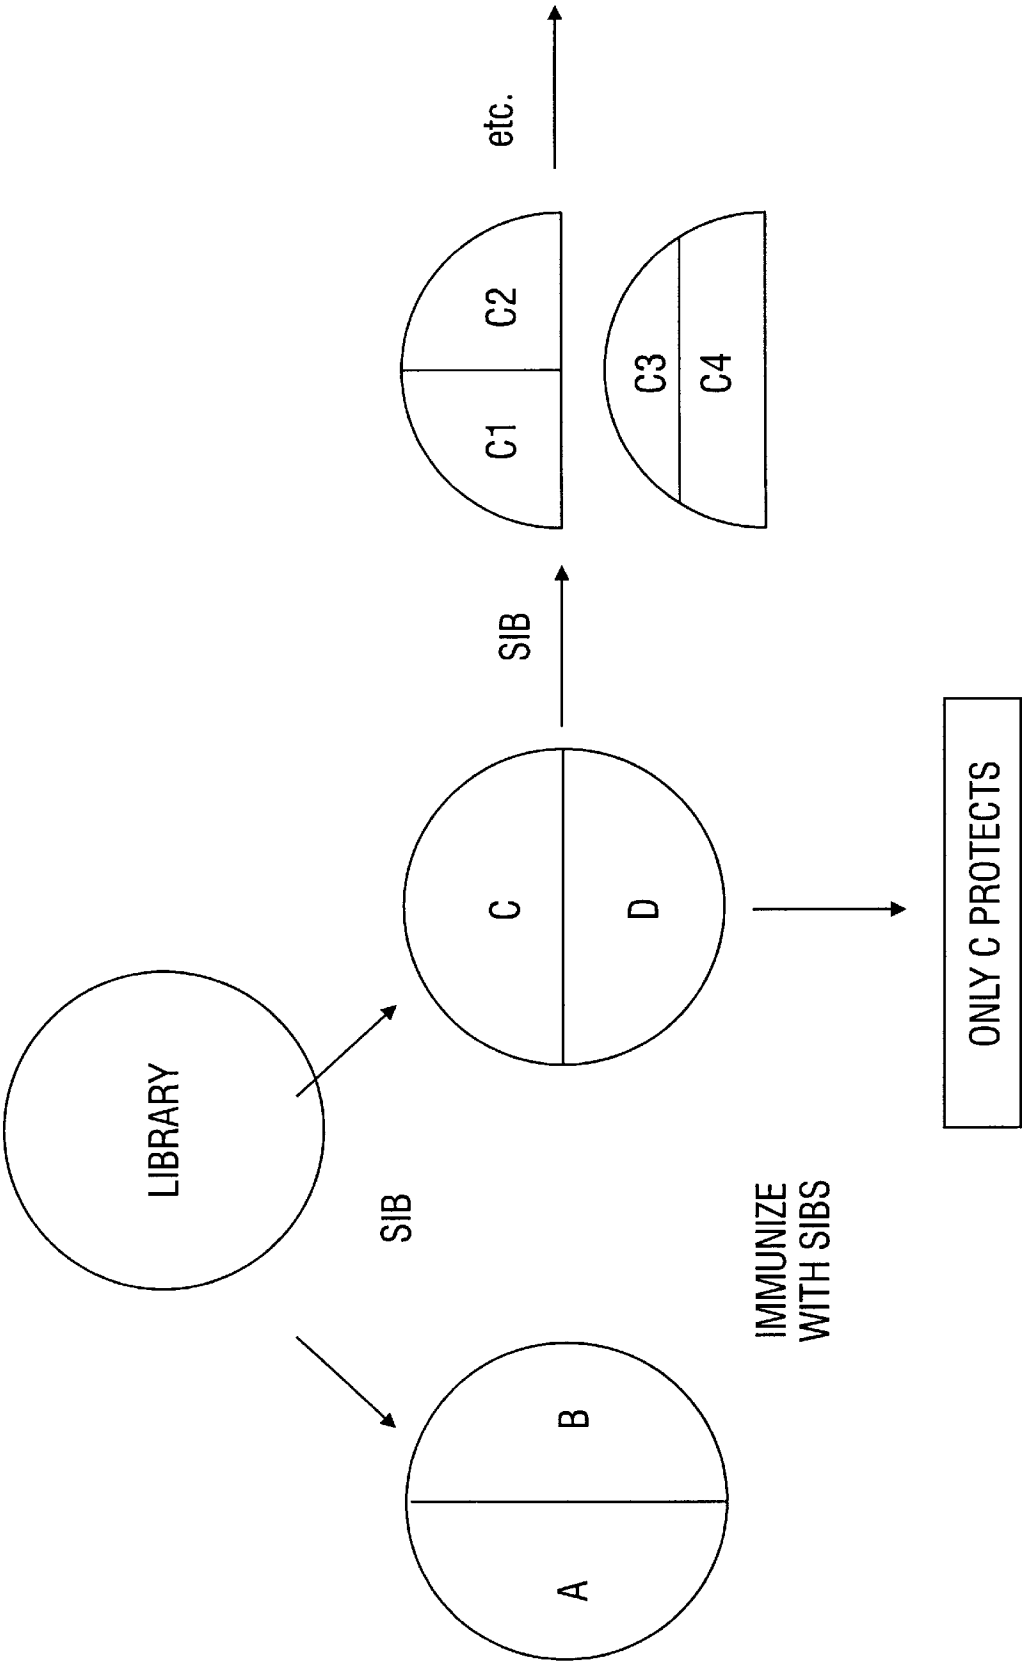 LIBRARY
SIB
A
B
C
D
IMMUNIZE
WITH SIBS
ONLY C PROTECTS
SIB
C1
C2
C3
C4
etc.